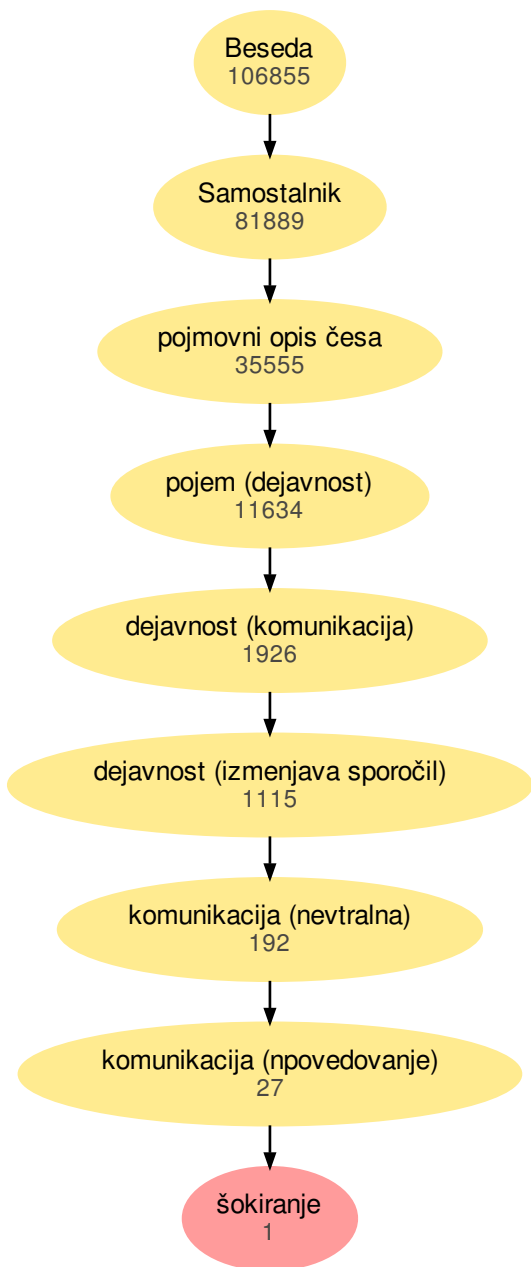 Beseda
106855
Samostalnik
81889
pojmovni opis česa
35555
pojem (dejavnost)
11634
dejavnost (komunikacija)
1926
dejavnost (izmenjava sporočil)
1115
komunikacija (nevtralna)
192
komunikacija (npovedovanje)
27
šokiranje
1